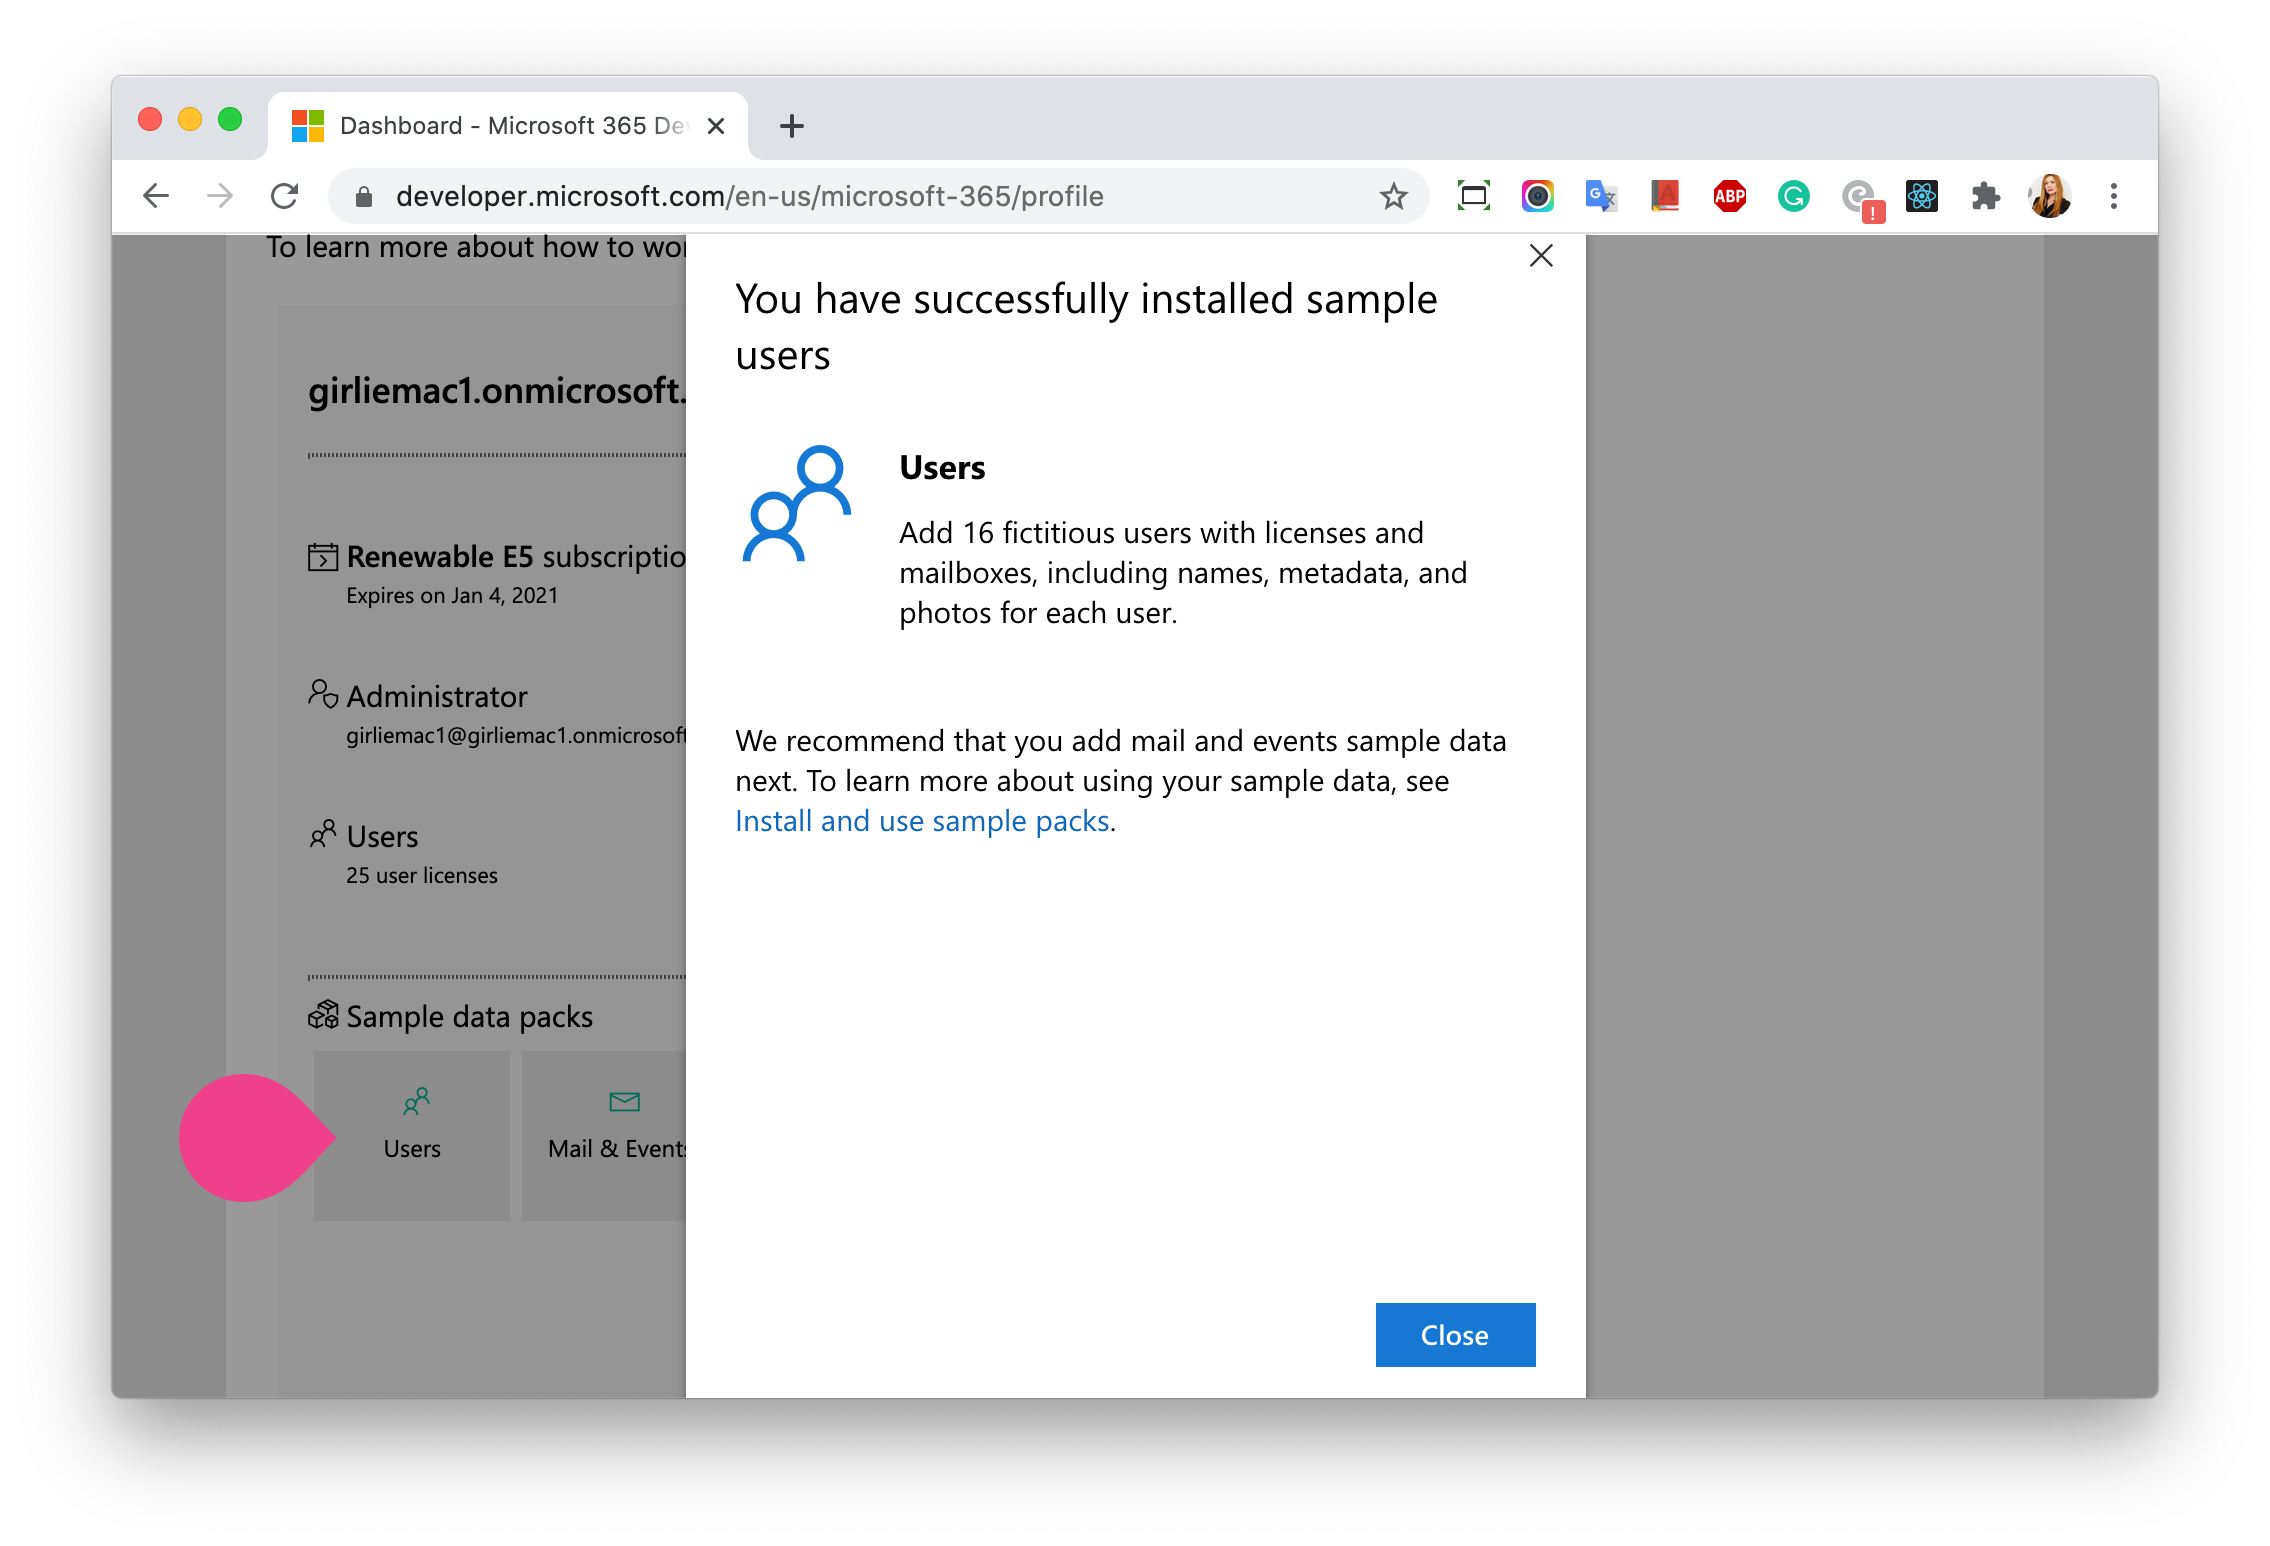 Dashboard - Microsoft 365 De
developer.microsoft.com/en-us/microsoft-365/profile
ABP
To learn more about how to wor
girliemac1.onmicrosoft.
Renewable E5 subscriptio
Expires on Jan 4, 2021
Administrator
girliemac1@girliemac1.onmicrosoft
Users
25 user licenses
Sample data packs
Users
Mail & Events
You have successfully installed sample
users
Users
Add 16 fictitious users with licenses and
mailboxes, including names, metadata, and
photos for each user.
We recommend that you add mail and events sample data
next. To learn more about using your sample data, see
Install and use sample packs.
Close